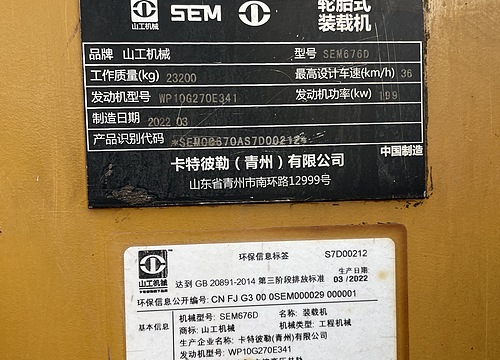 山工机械 SEM 轮胎式
装载机
品牌 山工机械 型号 SEM676D
工作质量(kg) 23200 最高设计车速(km/h) 36
发动机型号 WP10G270E341 发动机功率(kw) 199
制造日期 2022 03
产品识别代码 *SEM00670AS7D00212*
中国制造
卡特彼勒（青州）有限公司
山东省青州市南环路12999号
山工机械 环保信息标签 S7D00212
达到 GB 20891-2014 第三阶段排放标准
生产日期
03 /2022
环保信息公开编号: CN FJ G3 00 0SEM000029 000001
基本信息
机械型号: SEM676D 名称: 装载机
商标: 山工机械 机械类型: 工程机械
生产企业名称: 卡特彼勒(青州)有限公司
发动机型号: WP10G270E341